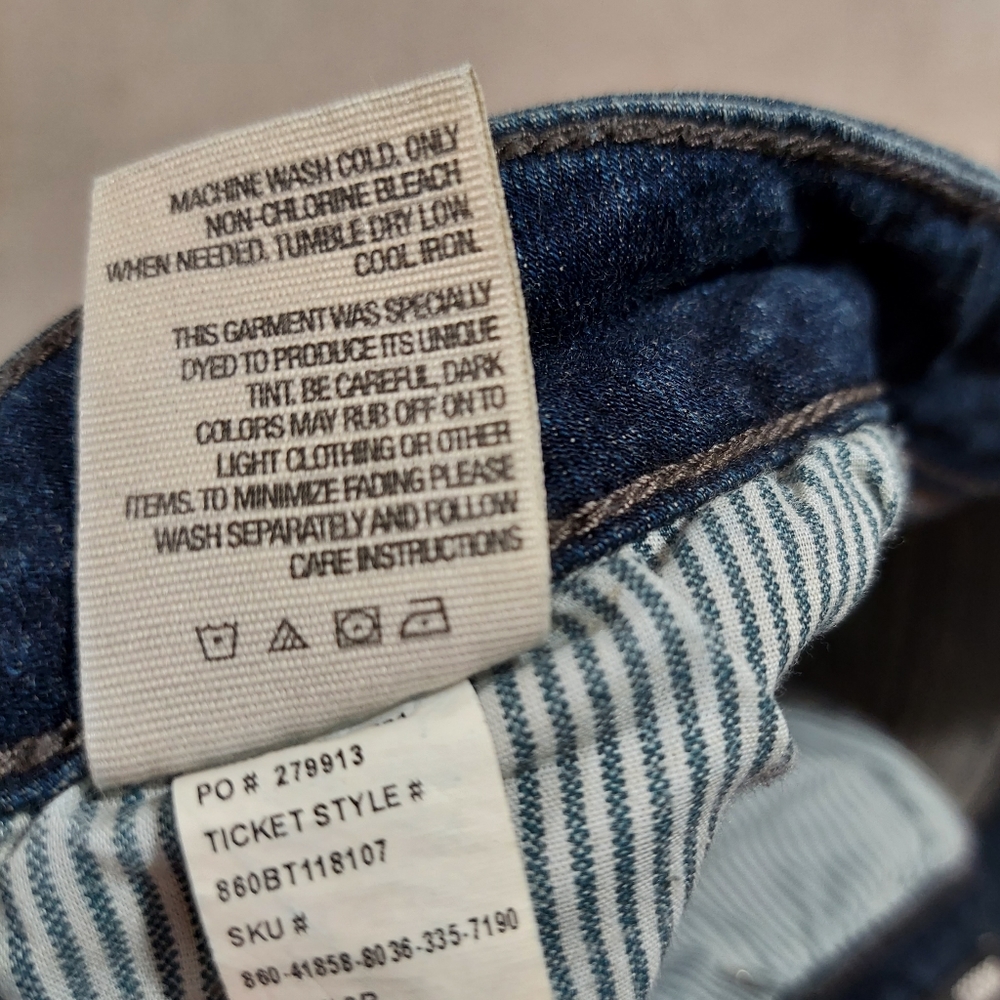 MACHINE WASH COLD. ONLY
NON-CHLORINE BLEACH
WHEN NEEDED. TUMBLE DRY LOW.
COOL IRON.
THIS GARMENT WAS SPECIALLY
DYED TO PRODUCE ITS UNIQUE
TINT. BE CAREFUL, DARK
COLORS MAY RUB OFF ON TO
LIGHT CLOTHING OR OTHER
ITEMS. TO MINIMIZE FADING PLEASE
WASH SEPARATELY AND FOLLOW
CARE INSTRUCTIONS
PO # 279913
TICKET STYLE #
860BT118107
SKU #
860-41858-8036-335-7190